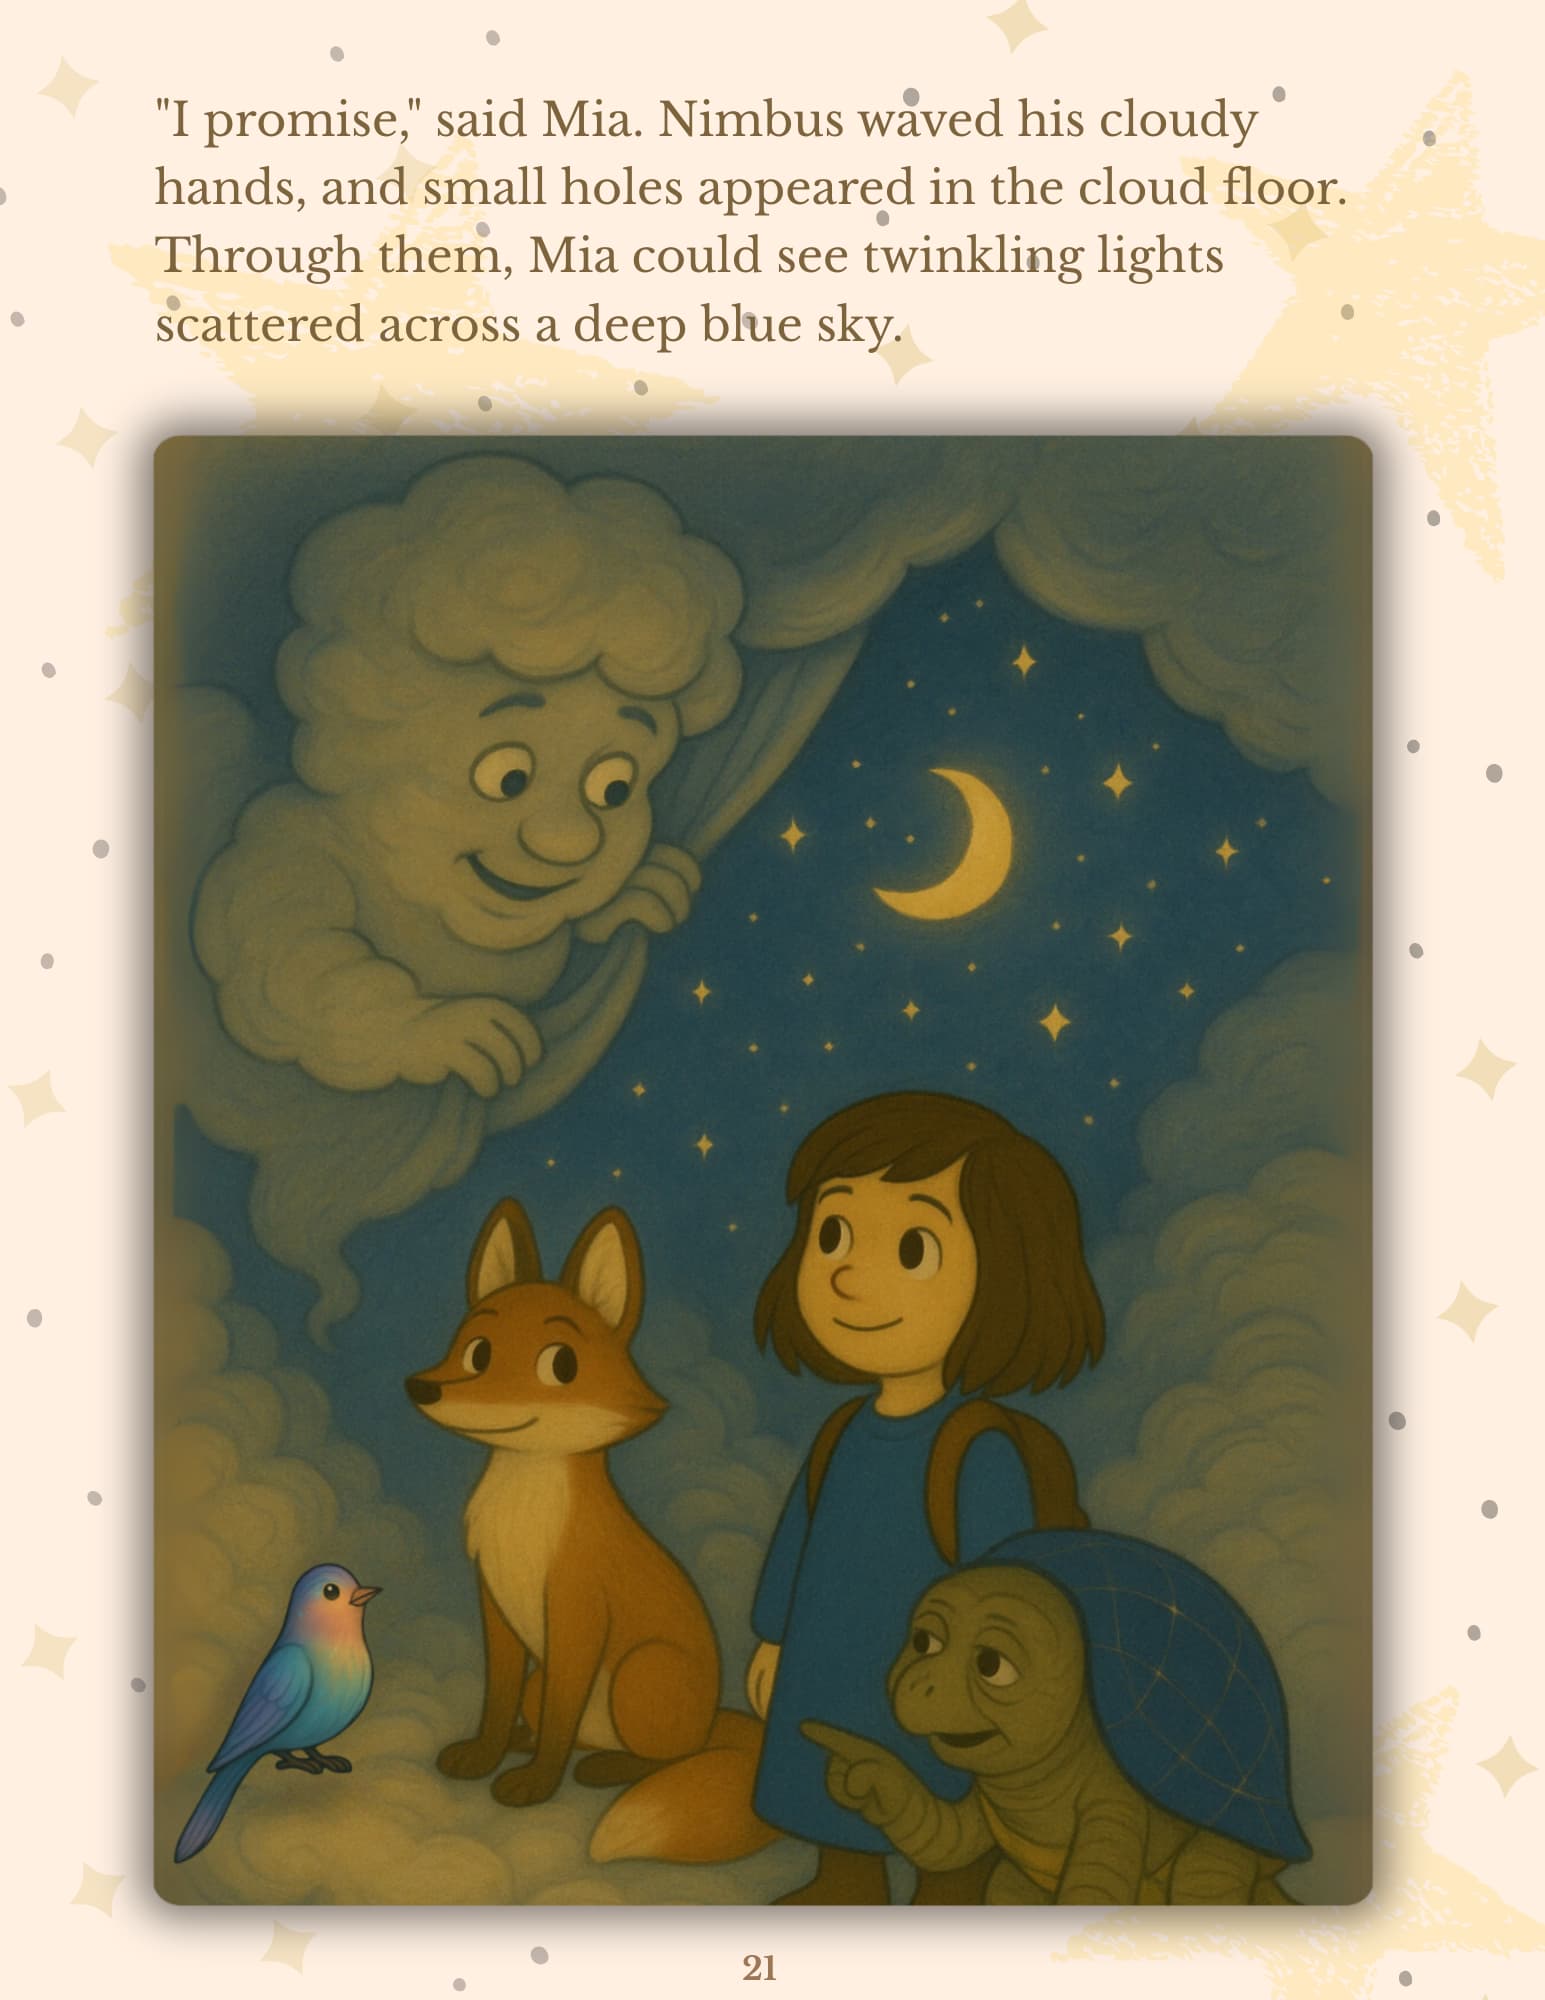 "I promise," said Mia. Nimbus waved his cloudy
hands, and small holes appeared in the cloud floor.
Through them, Mia could see twinkling lights
scattered across a deep blue sky.
21